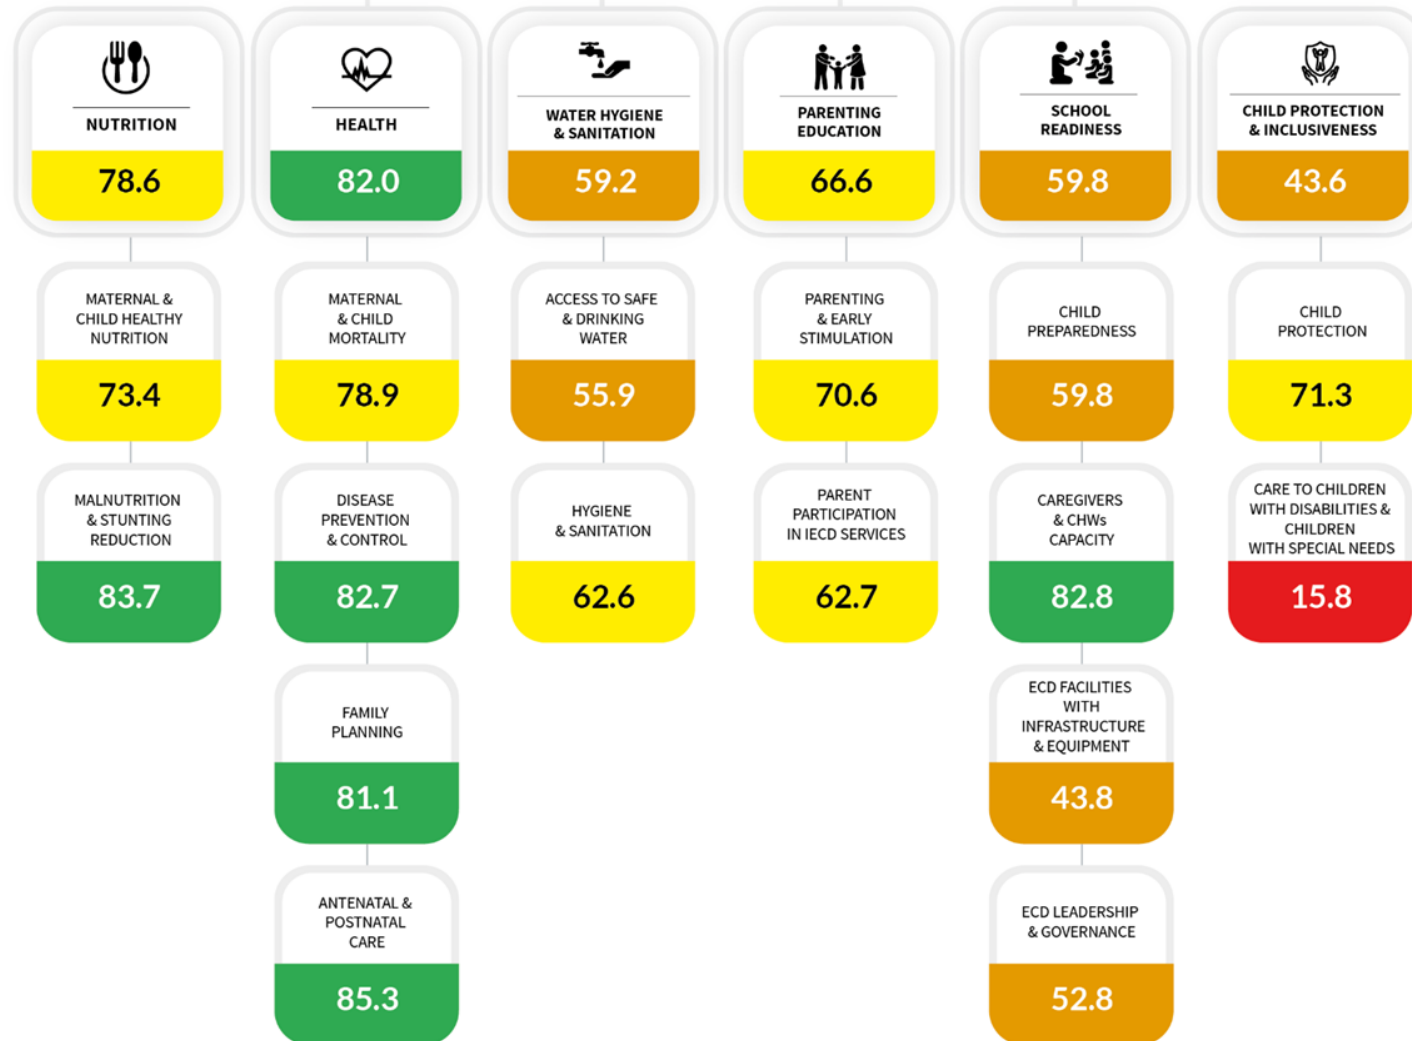 NUTRITION
78.6
MATERNAL &
CHILD HEALTHY
NUTRITION
73.4
MALNUTRITION
& STUNTING
REDUCTION
83.7
HEALTH
82.0
MATERNAL
& CHILD
MORTALITY
78.9
DISEASE
PREVENTION
& CONTROL
82.7
FAMILY
PLANNING
81.1
ANTENATAL &
POSTNATAL
CARE
85.3
WATER HYGIENE
& SANITATION
59.2
ACCESS TO SAFE
& DRINKING
WATER
55.9
HYGIENE
& SANITATION
62.6
PARENTING
EDUCATION
66.6
PARENTING
& EARLY
STIMULATION
70.6
PARENT
PARTICIPATION
IN IECD SERVICES
62.7
SCHOOL
READINESS
59.8
CHILD
PREPAREDNESS
59.8
CAREGIVERS
& CHWs
CAPACITY
82.8
ECD FACILITIES
WITH
INFRASTRUCTURE
& EQUIPMENT
43.8
ECD LEADERSHIP
& GOVERNANCE
52.8
CHILD PROTECTION
& INCLUSIVENESS
43.6
CHILD
PROTECTION
71.3
CARE TO CHILDREN
WITH DISABILITIES &
CHILDREN
WITH SPECIAL NEEDS
15.8